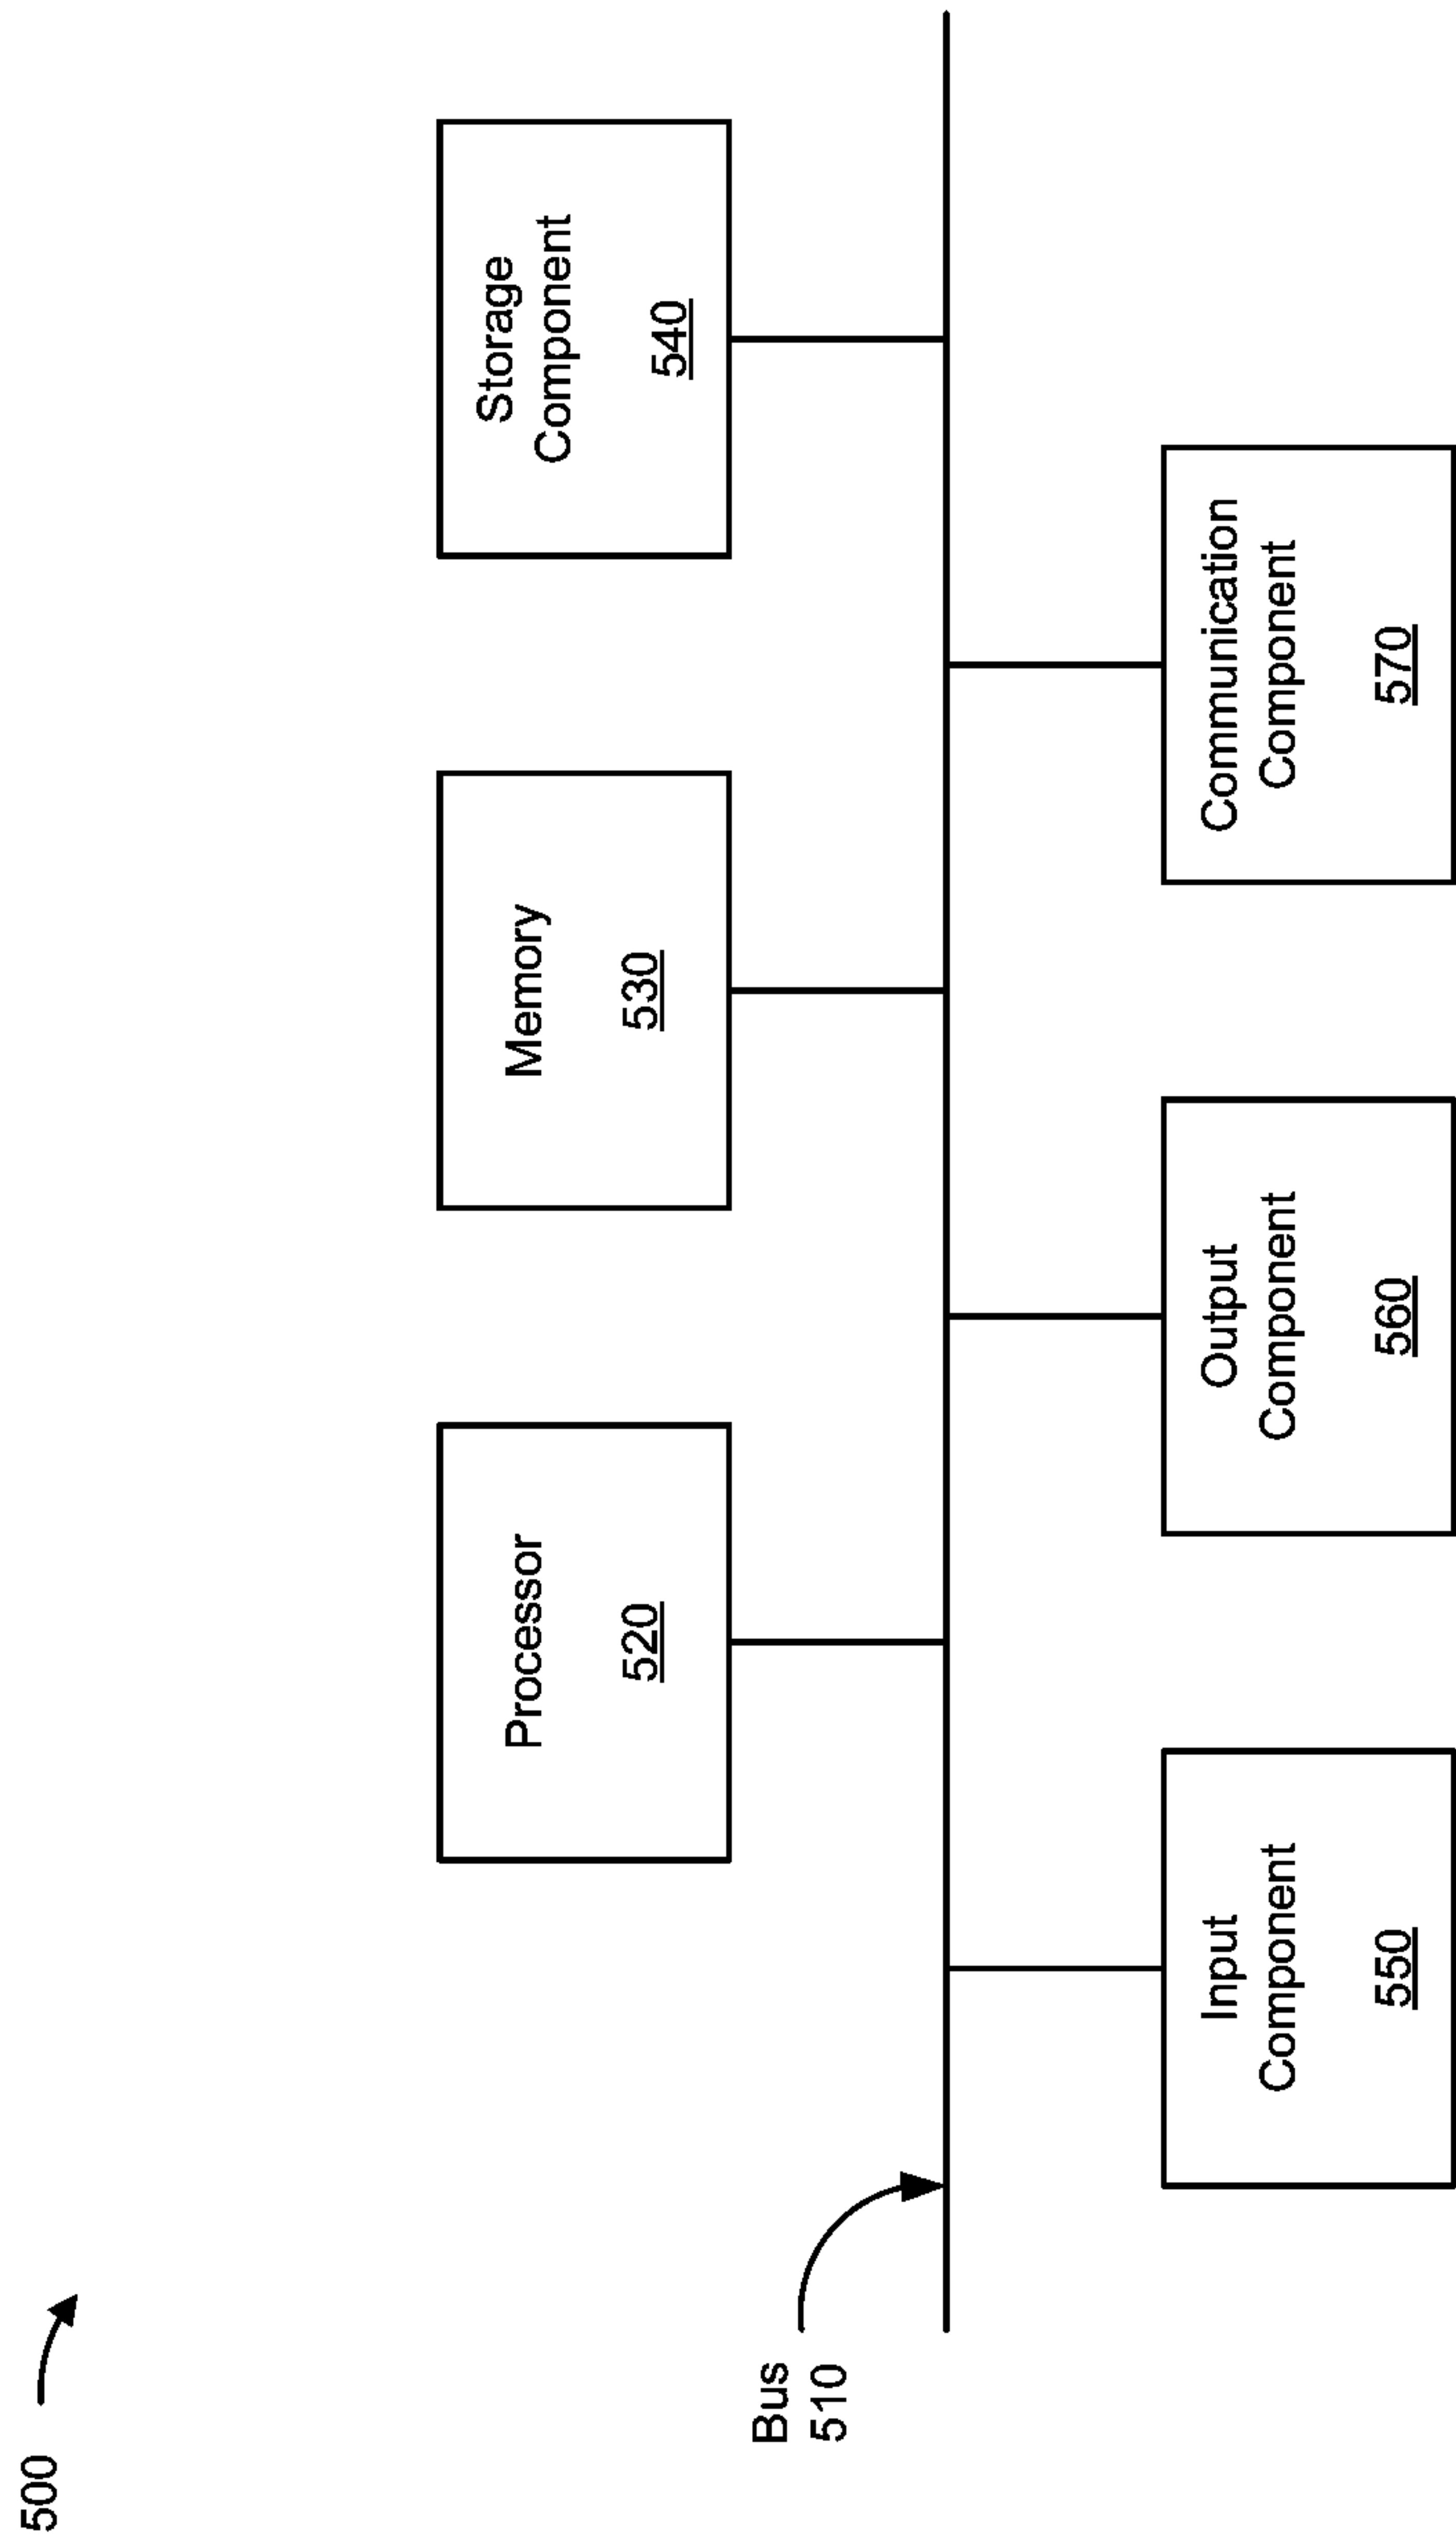 500
Processor
520
Memory
530
Storage
Component
540
Bus
510
Input
Component
550
Output
Component
560
Communication
Component
570